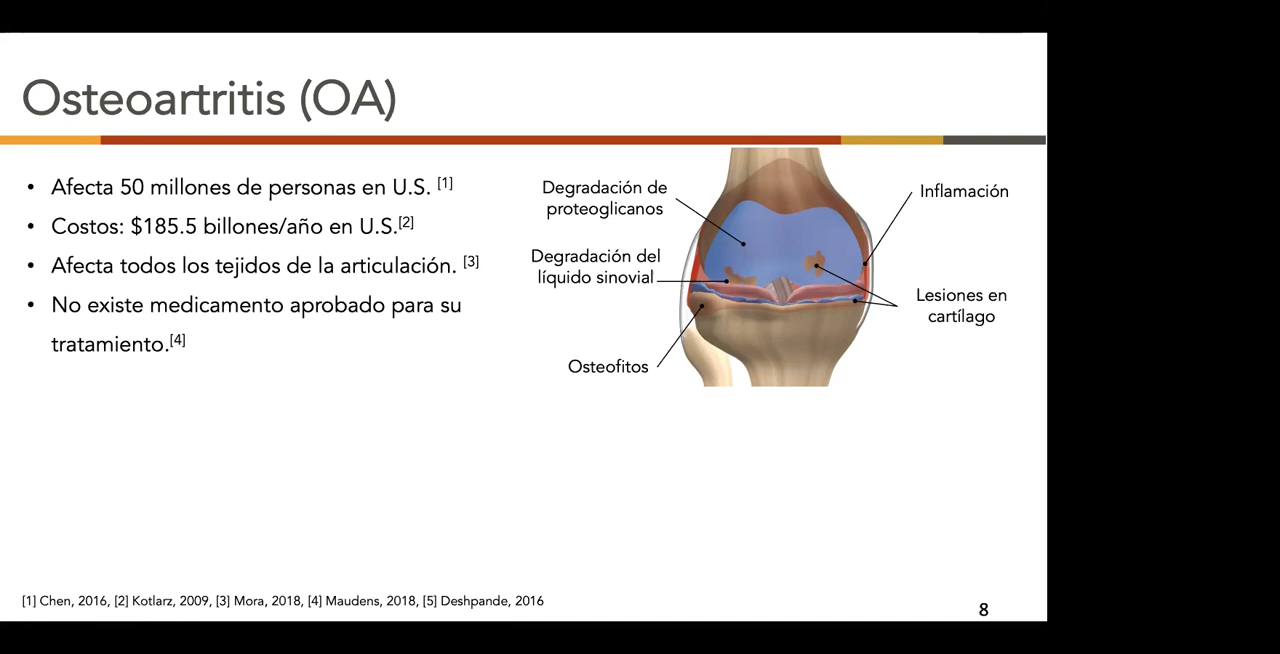 Osteoartritis (OA)
• Afecta 50 millones de personas en U.S. [1]
• Costos: $185.5 billones/año en U.S.[2]
• Afecta todos los tejidos de la articulación. [3]
• No existe medicamento aprobado para su
tratamiento.[4]
Degradación de
proteoglicanos
Degradación del
líquido sinovial
Osteofitos
Inflamación
Lesiones en
cartílago
[1] Chen, 2016, [2] Kotlarz, 2009, [3] Mora, 2018, [4] Maudens, 2018, [5] Deshpande, 2016
8